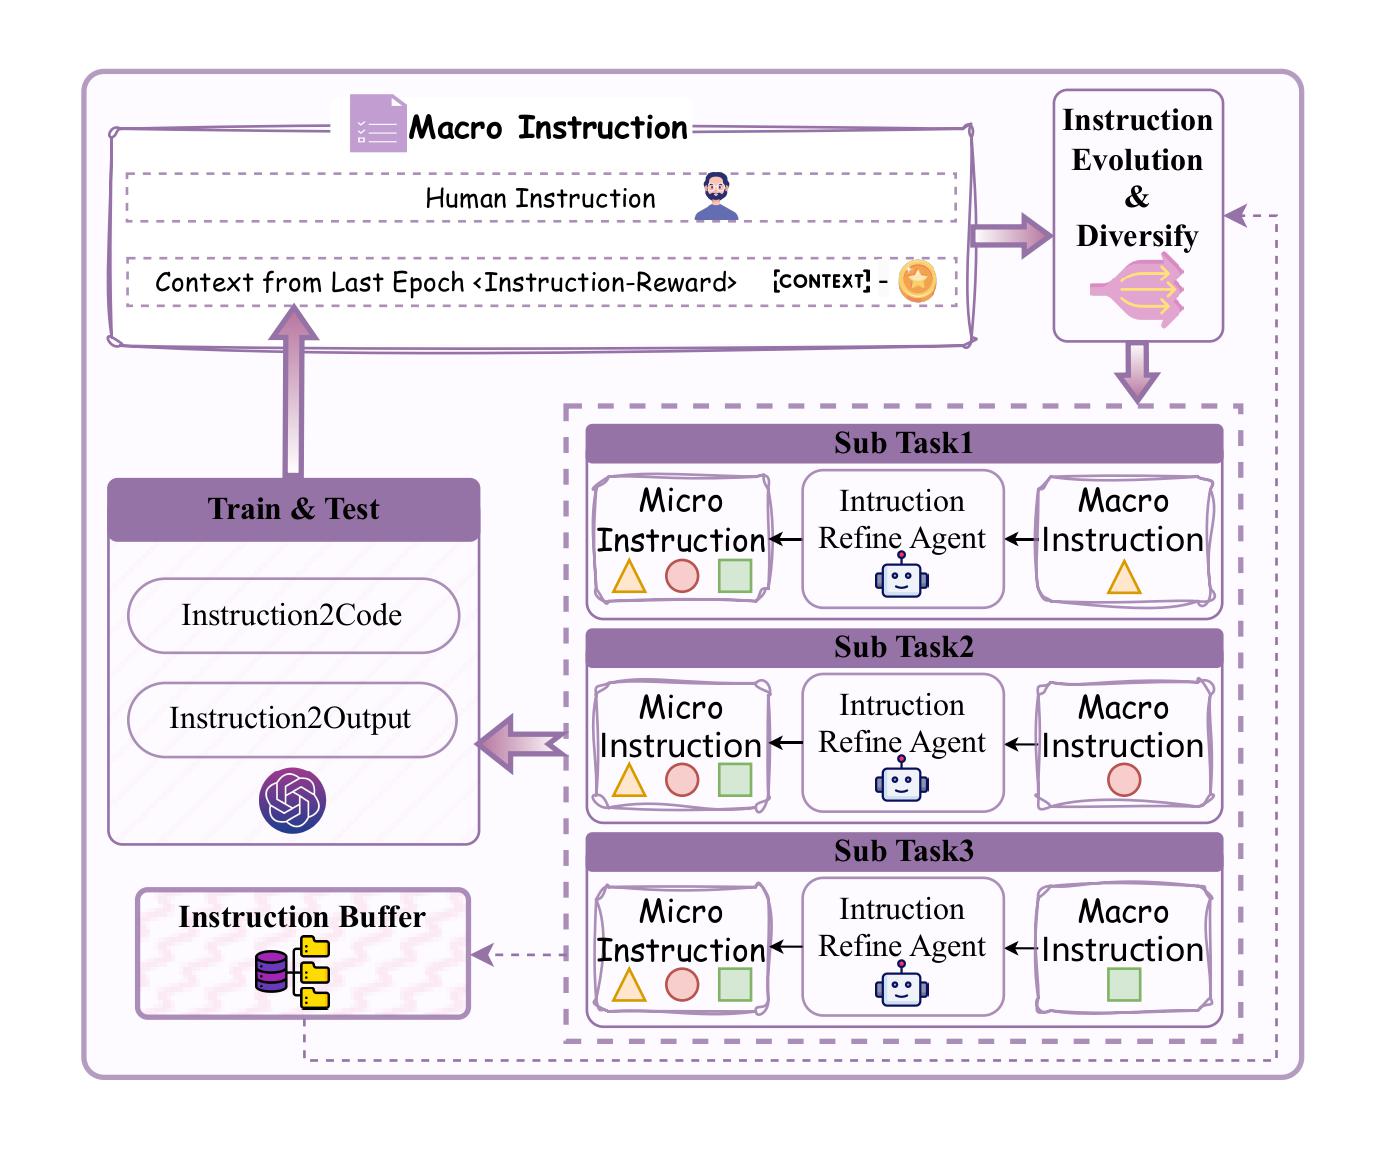 Macro Instruction
Human Instruction
Context from Last Epoch <Instruction-Reward> [CONTEXT] -
Instruction
Evolution
&
Diversify
Sub Task1
Micro
Instruction
Intruction
Refine Agent
Macro
Instruction
Sub Task2
Micro
Instruction
Intruction
Refine Agent
Macro
Instruction
Sub Task3
Micro
Instruction
Intruction
Refine Agent
Macro
Instruction
Train & Test
Instruction2Code
Instruction2Output
Instruction Buffer